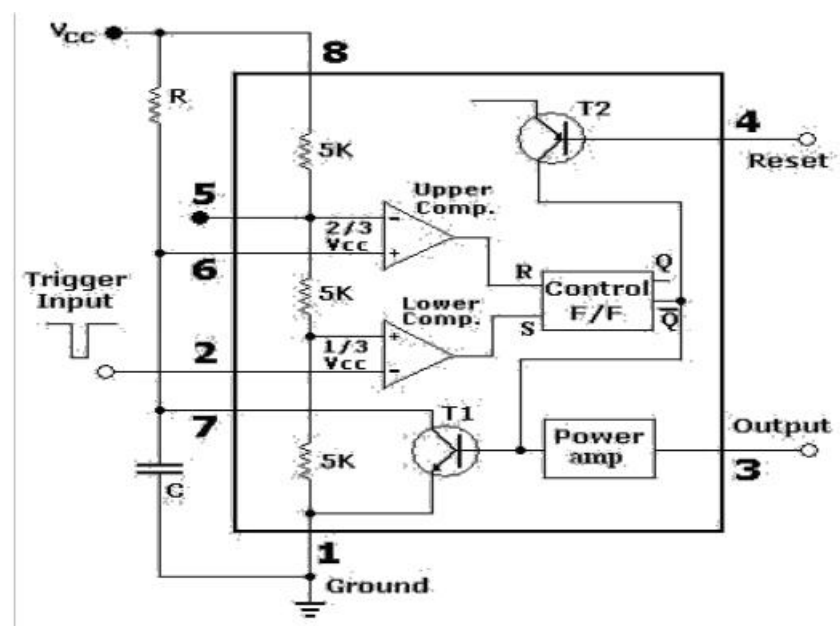 VCC
8
R
T2
4
Reset
5K
5
Upper
Comp.
2/3
Vcc
6
R
Q
Trigger
Input
5K
Lower
Comp.
Control
F/F
S
Q̅
2
1/3
Vcc
7
T1
Power
amp
Output
3
5K
C
1
Ground